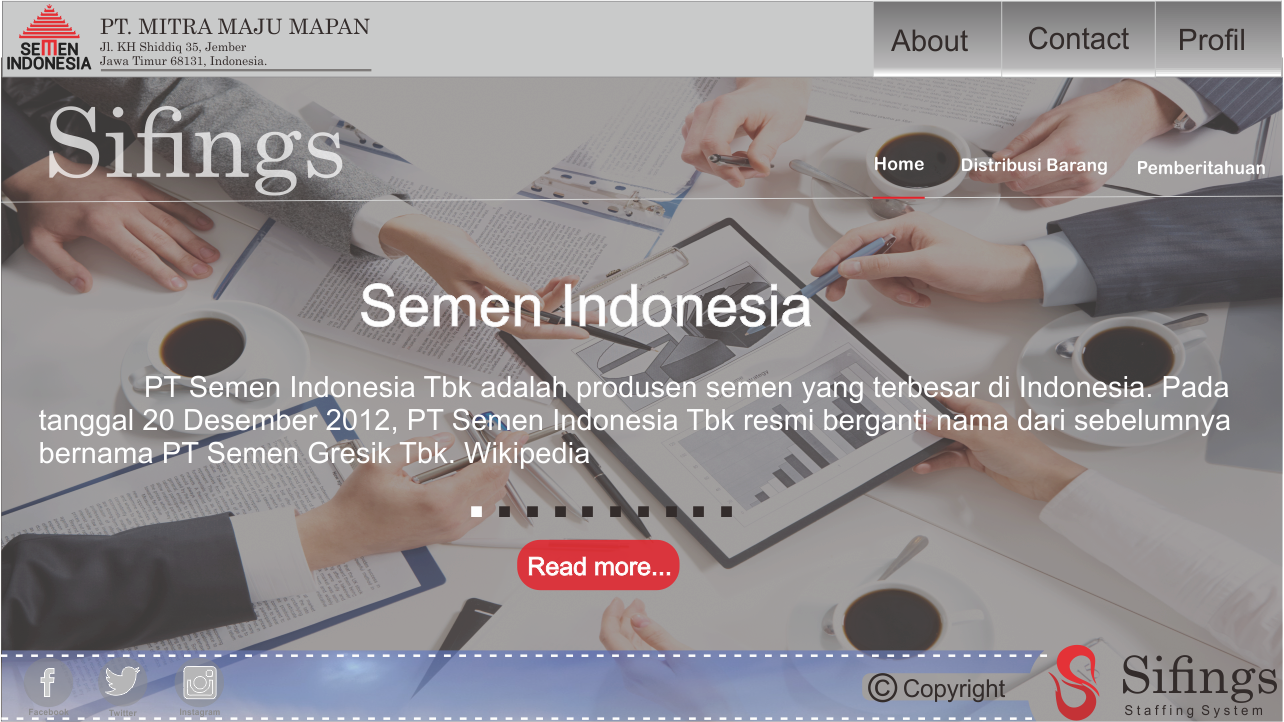 SEMEN
INDONESIA
PT. MITRA MAJU MAPAN
Jl. KH Shiddiq 35, Jember
Jawa Timur 68131, Indonesia.
About
Contact
Profil
Sifings
Home
Distribusi Barang
Pemberitahuan
Semen Indonesia
PT Semen Indonesia Tbk adalah produsen semen yang terbesar di Indonesia. Pada
tanggal 20 Desember 2012, PT Semen Indonesia Tbk resmi berganti nama dari sebelumnya
bernama PT Semen Gresik Tbk. Wikipedia
Read more...
Facebook
Twitter
Instagram
© Copyright
Sifings
Staffing System